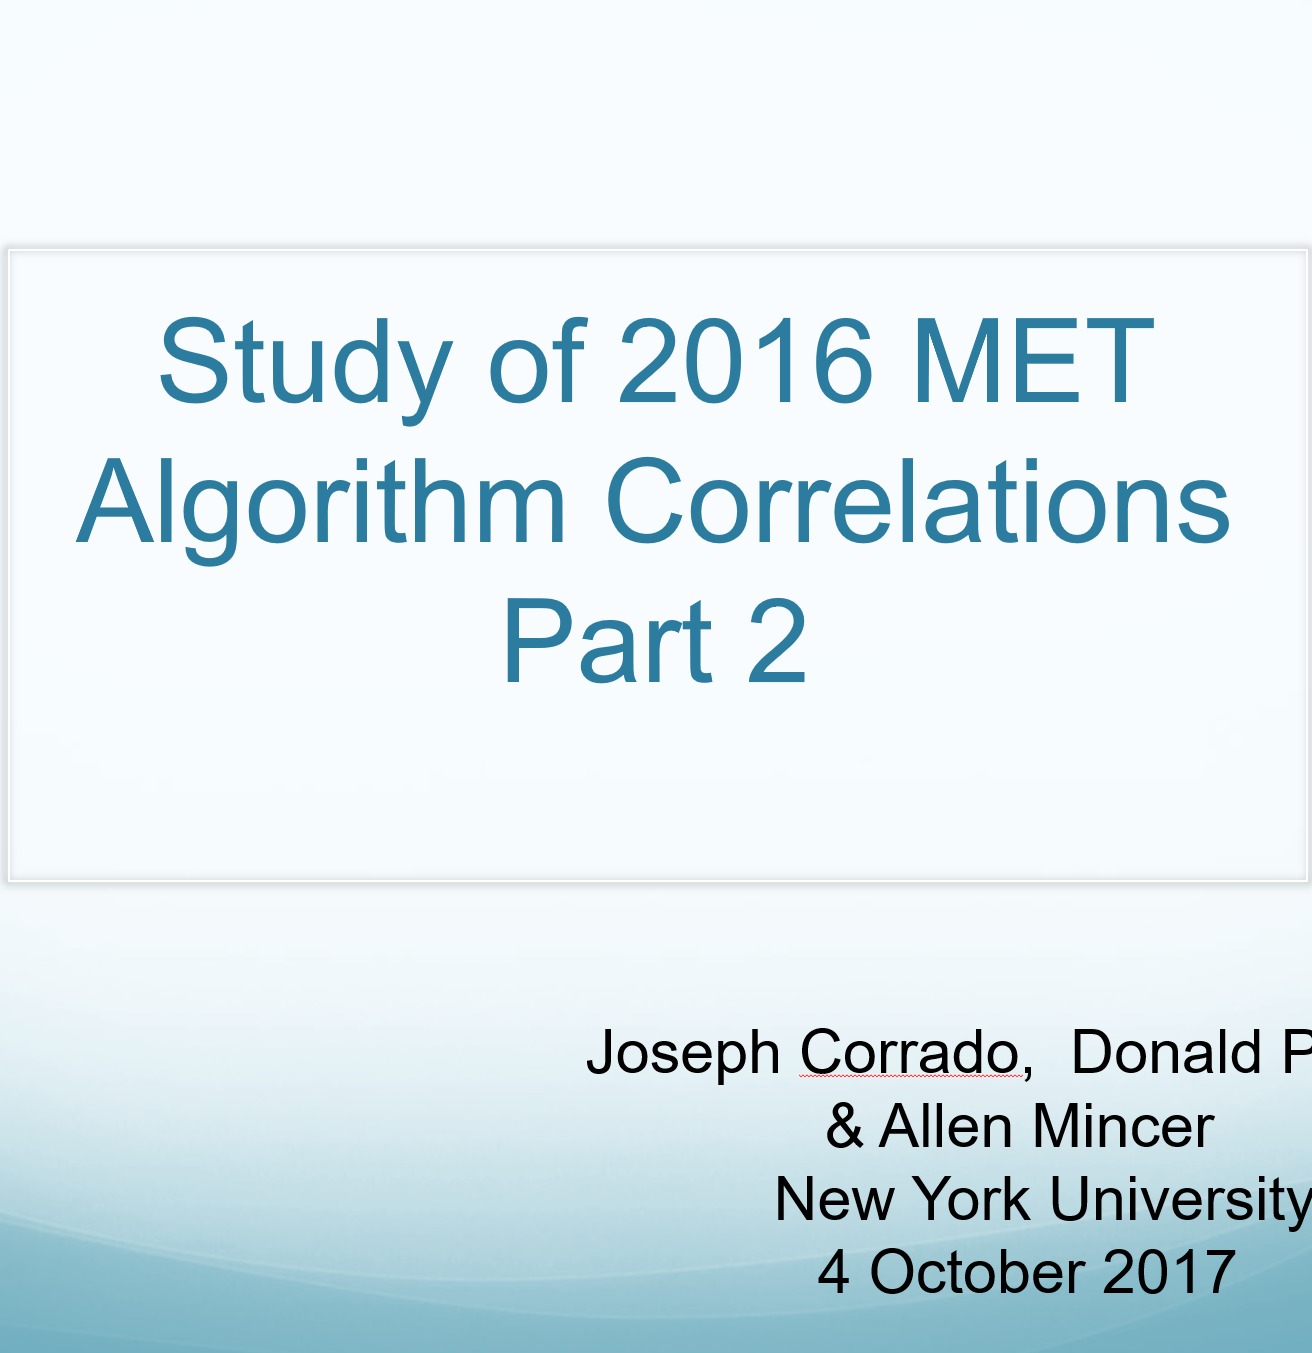 Study of 2016 MET
Algorithm Correlations
Part 2
Joseph Corrado, Donald
& Allen Mincer
New York University
4 October 2017